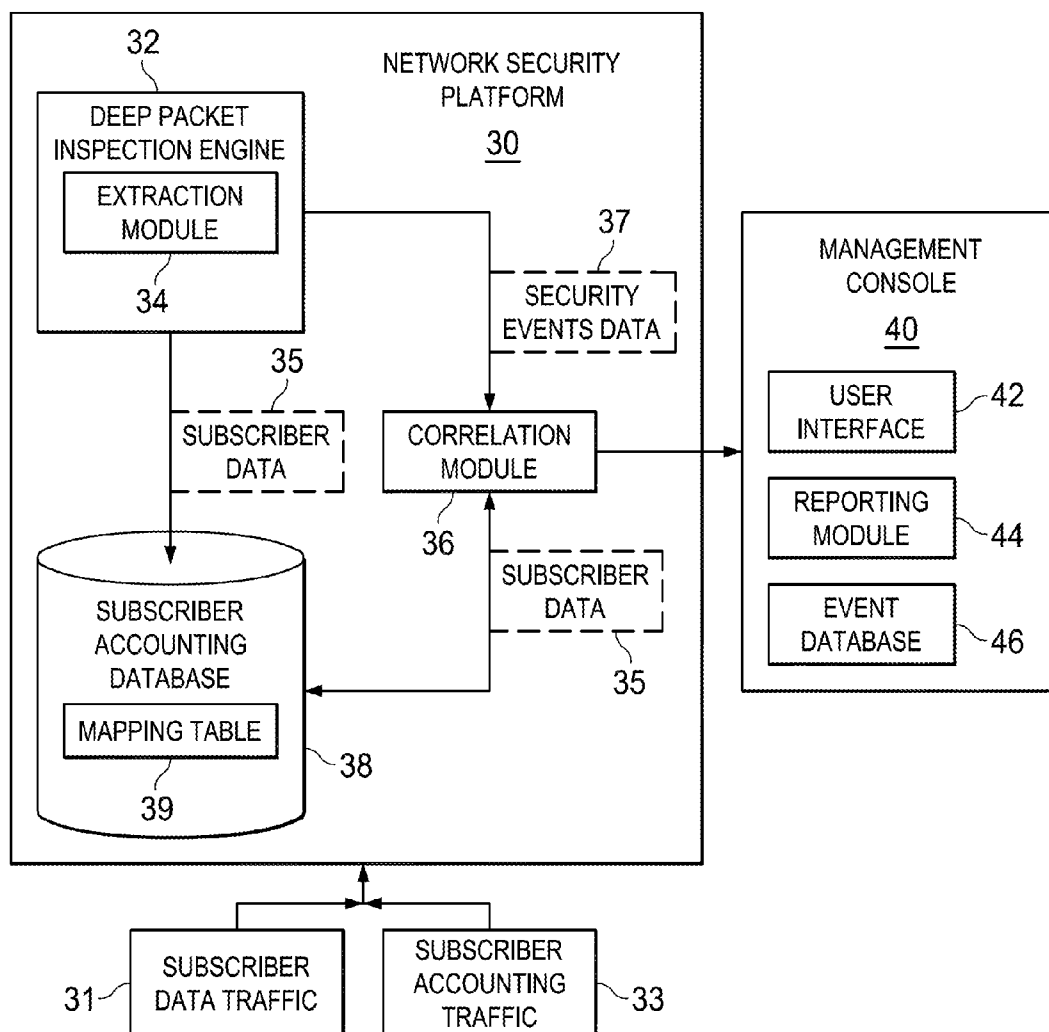 32
NETWORK SECURITY
PLATFORM
30
DEEP PACKET
INSPECTION ENGINE
EXTRACTION
MODULE
34
37
SECURITY
EVENTS DATA
35
SUBSCRIBER
DATA
CORRELATION
MODULE
36
SUBSCRIBER
DATA
35
SUBSCRIBER
ACCOUNTING
DATABASE
MAPPING TABLE
39
38
MANAGEMENT
CONSOLE
40
USER
INTERFACE
42
REPORTING
MODULE
44
EVENT
DATABASE
46
31
SUBSCRIBER
DATA TRAFFIC
SUBSCRIBER
ACCOUNTING
TRAFFIC
33